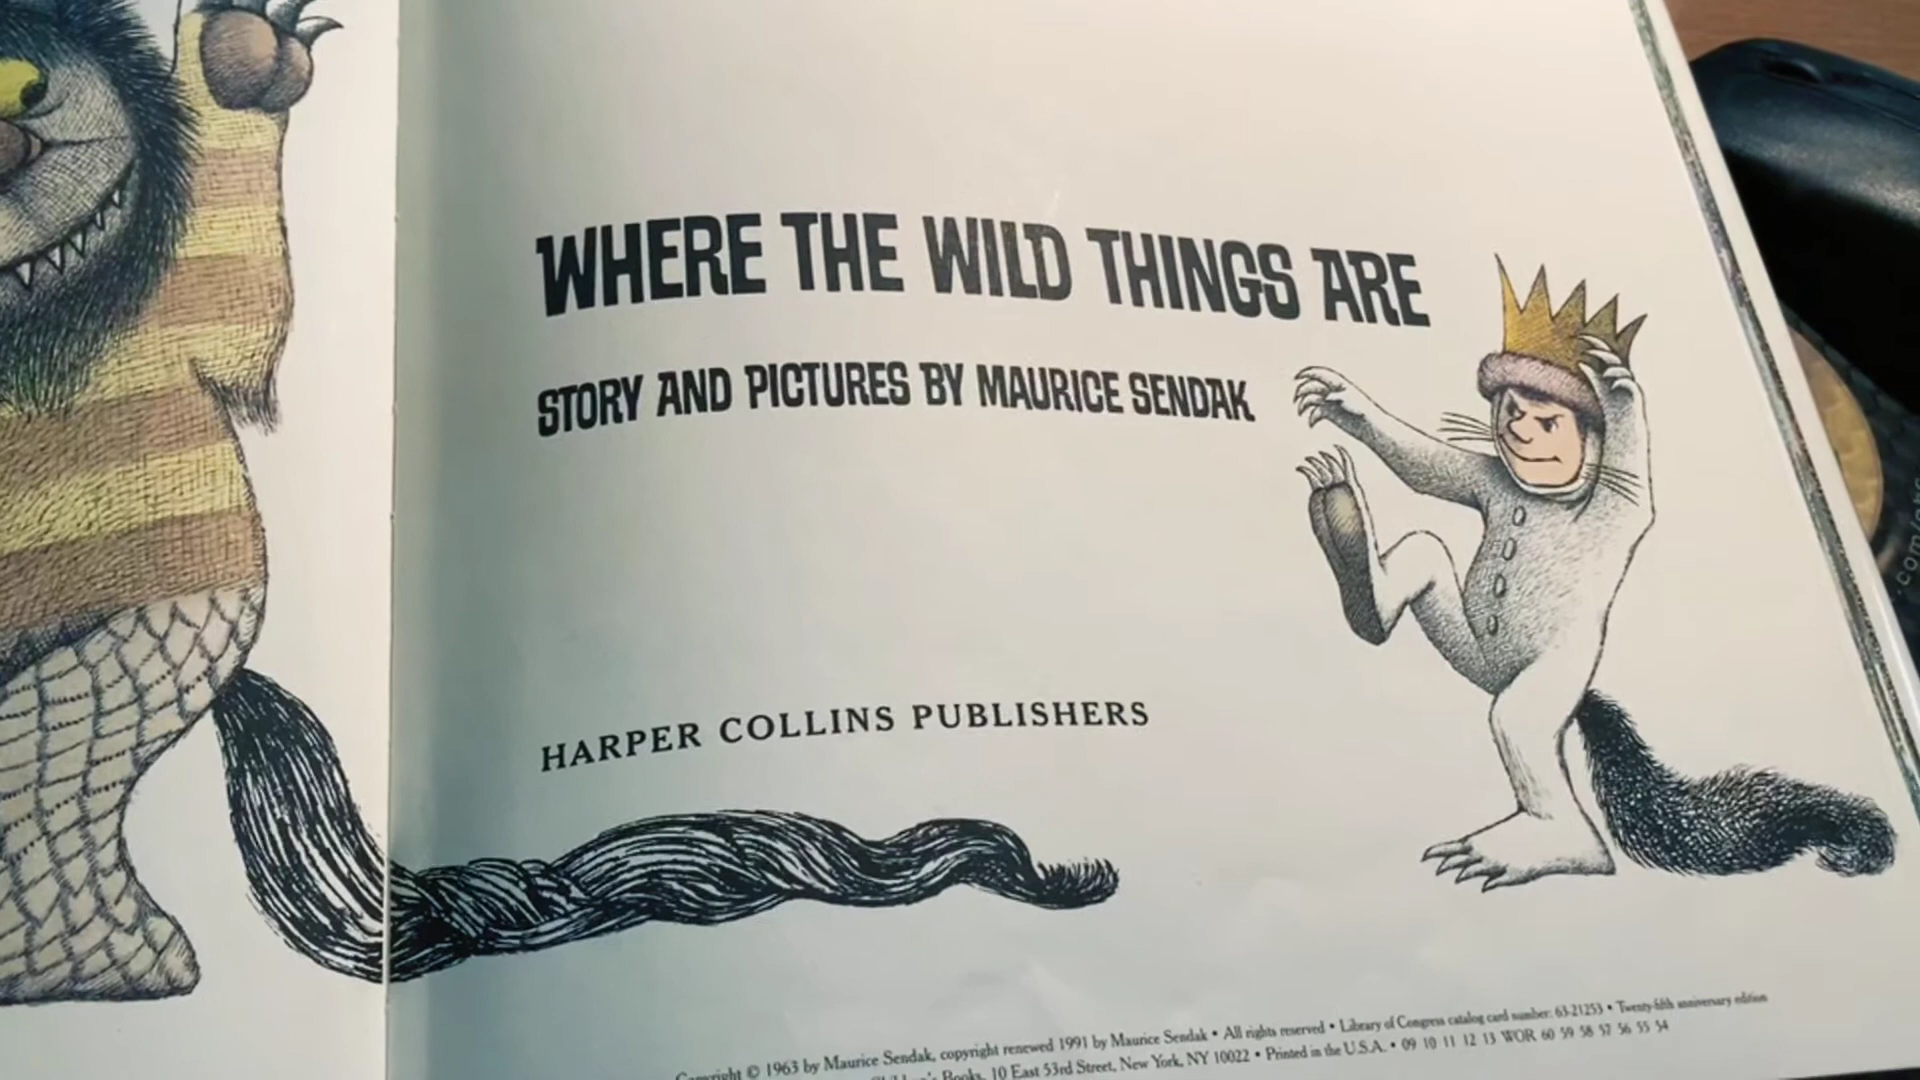 WHERE THE WILD THINGS ARE
STORY AND PICTURES BY MAURICE SENDAK
HARPER COLLINS PUBLISHERS
Copyright © 1963 by Maurice Sendak, copyright renewed 1991 by Maurice Sendak • All rights reserved • Library of Congress catalog card number: 63-21253 • Twenty-fifth anniversary edition
Books, 10 East 53rd Street, New York, NY 10022 • Printed in the U.S.A. • 09 10 11 12 13 WOR 60 59 58 57 56 55 54